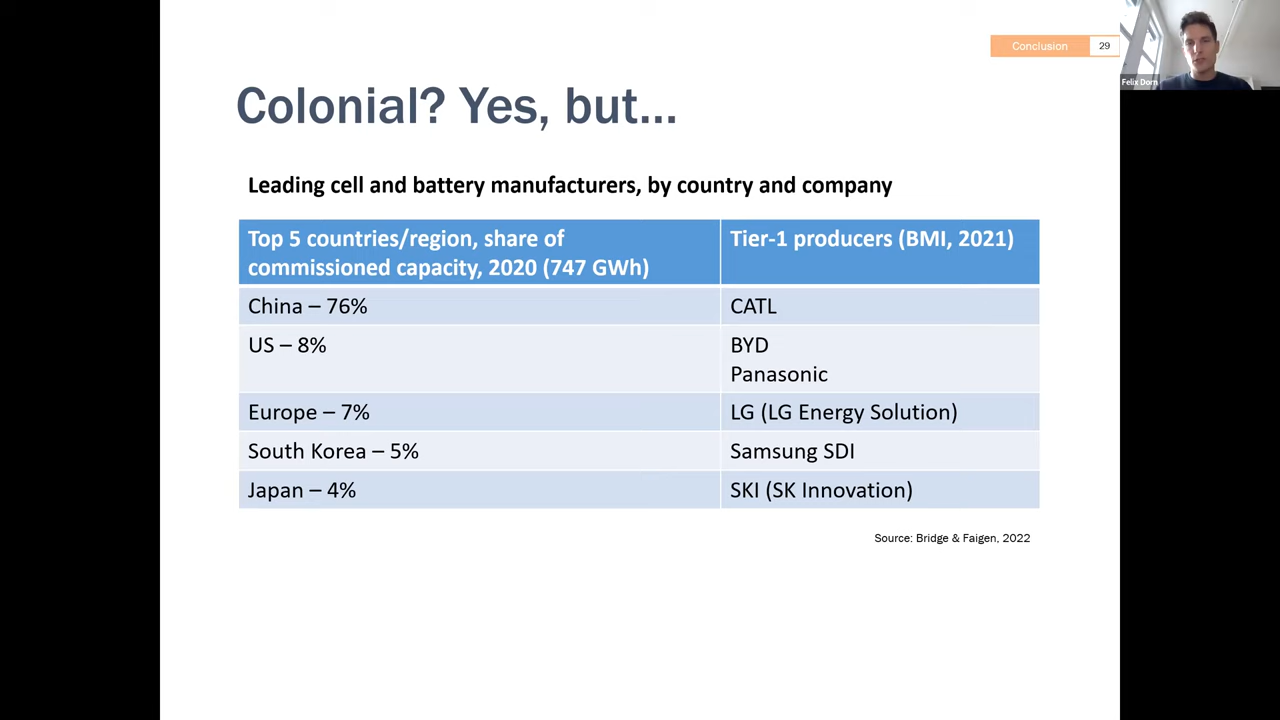 Conclusion 29
Felix Dorn
Colonial? Yes, but...
Leading cell and battery manufacturers, by country and company
Top 5 countries/region, share of
commissioned capacity, 2020 (747 GWh)
Tier-1 producers (BMI, 2021)
China – 76%
CATL
US – 8%
BYD
Panasonic
Europe – 7%
LG (LG Energy Solution)
South Korea – 5%
Samsung SDI
Japan – 4%
SKI (SK Innovation)
Source: Bridge & Faigen, 2022